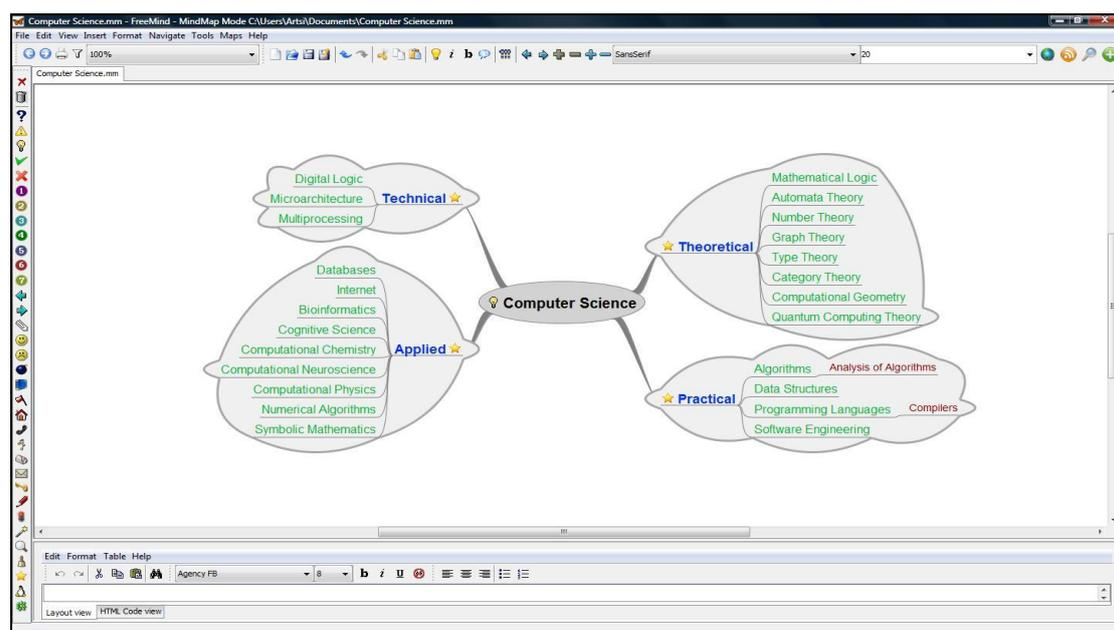 Computer Science.mm - FreeMind - MindMap Mode C:\Users\Artsi\Documents\Computer Science.mm
File Edit View Insert Format Navigate Tools Maps Help
100%
i b
SansSerif
20
Computer Science.mm
Digital Logic
Microarchitecture
Multiprocessing
Technical
Databases
Internet
Bioinformatics
Cognitive Science
Computational Chemistry
Computational Neuroscience
Computational Physics
Numerical Algorithms
Symbolic Mathematics
Applied
Computer Science
Theoretical
Mathematical Logic
Automata Theory
Number Theory
Graph Theory
Type Theory
Category Theory
Computational Geometry
Quantum Computing Theory
Practical
Algorithms Analysis of Algorithms
Data Structures
Programming Languages Compilers
Software Engineering
Edit Format Table Help
Agency FB 8 b i U
Layout view HTML Code view